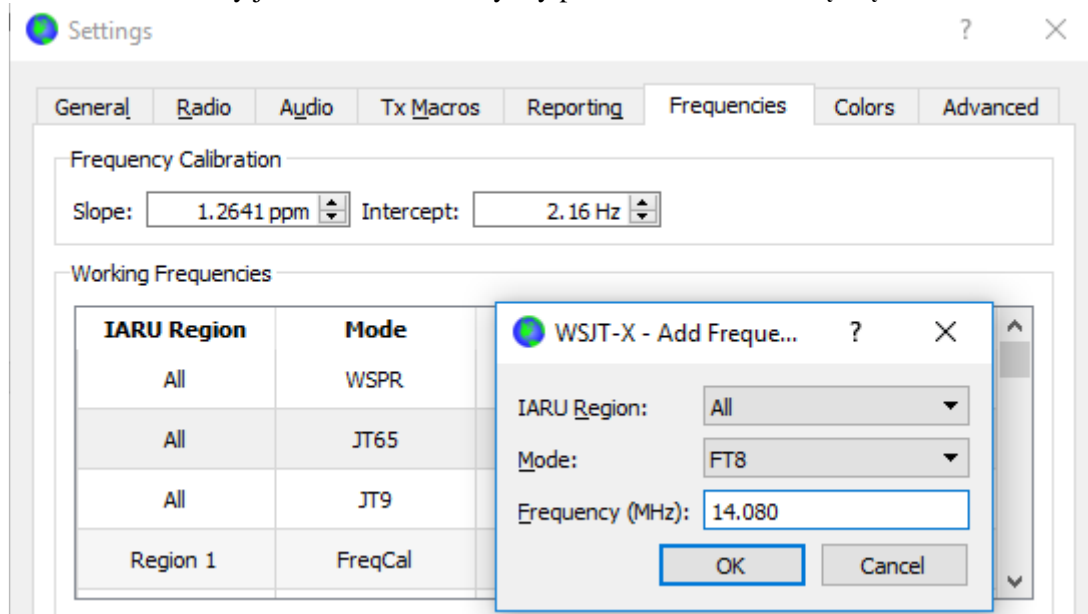 Settings ?
General Radio Audio Tx Macros Reporting Frequencies Colors Advanced
Frequency Calibration
Slope: 1.2641 ppm Intercept: 2.16 Hz
Working Frequencies
IARU Region Mode
All WSPR
All JT65
All JT9
Region 1 FreqCal
WSJT-X - Add Freque... ?
IARU Region: All
Mode: FT8
Frequency (MHz): 14.080
OK Cancel